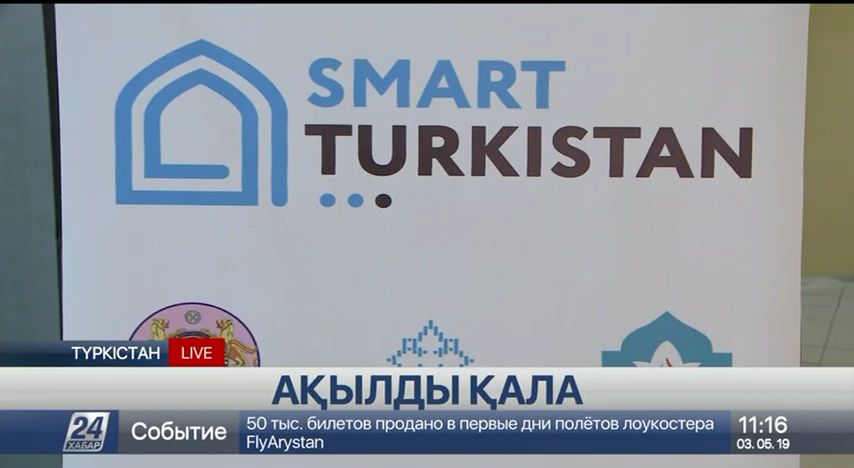 SMART
TURKISTAN
ТҮРКІСТАН LIVE
АҚЫЛДЫ ҚАЛА
24
ХАБАР
Событие
50 тыс. билетов продано в первые дни полётов лоукостера
FlyArystan
11:16
03.05.19